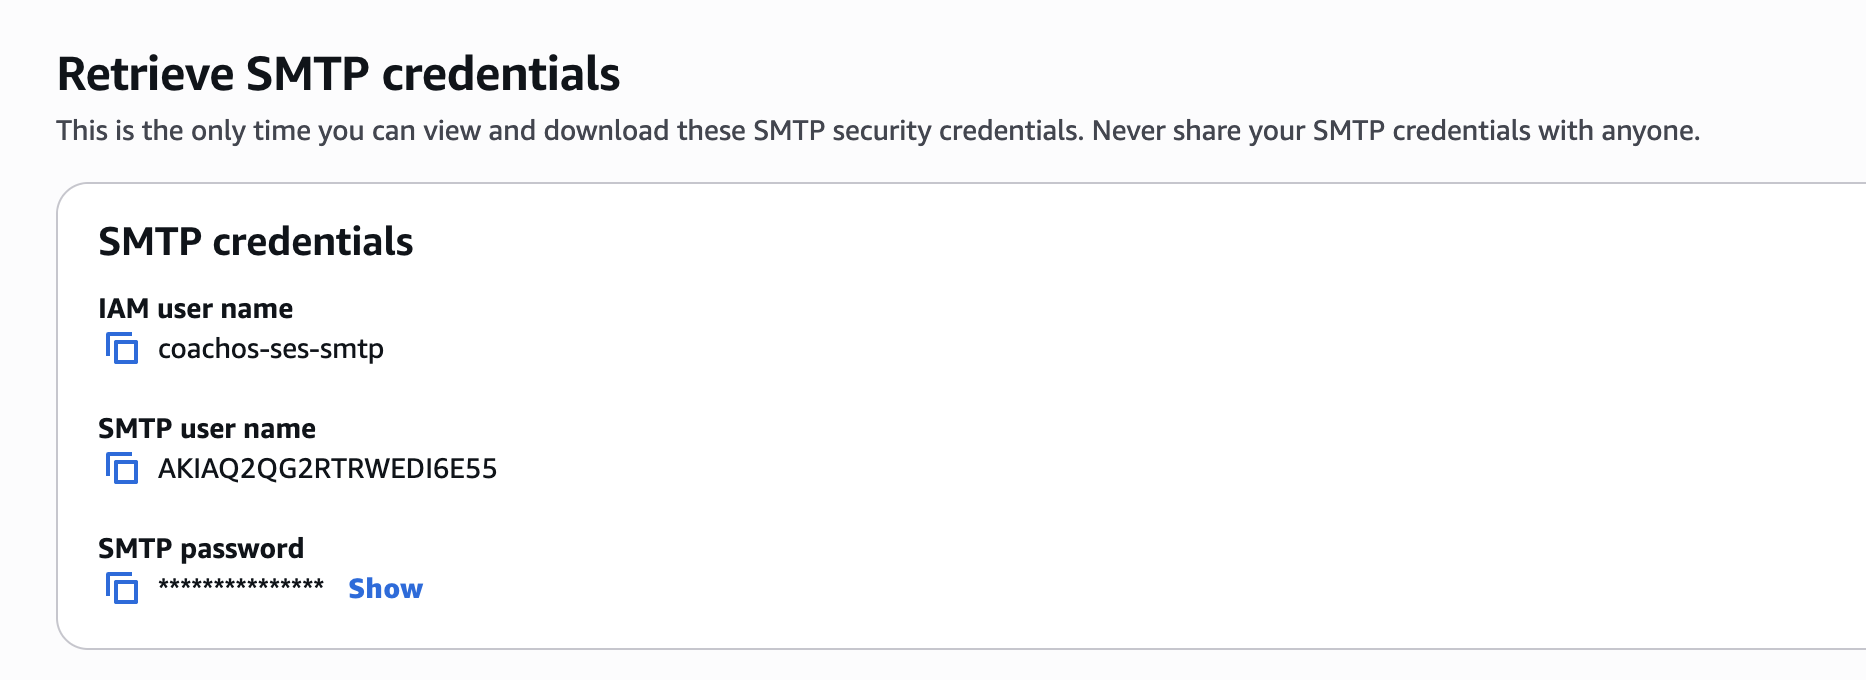 Retrieve SMTP credentials
This is the only time you can view and download these SMTP security credentials. Never share your SMTP credentials with anyone.
SMTP credentials
IAM user name
coachos-ses-smtp
SMTP user name
AKIAQ2QG2RTRWEDI6E55
SMTP password
*************** Show